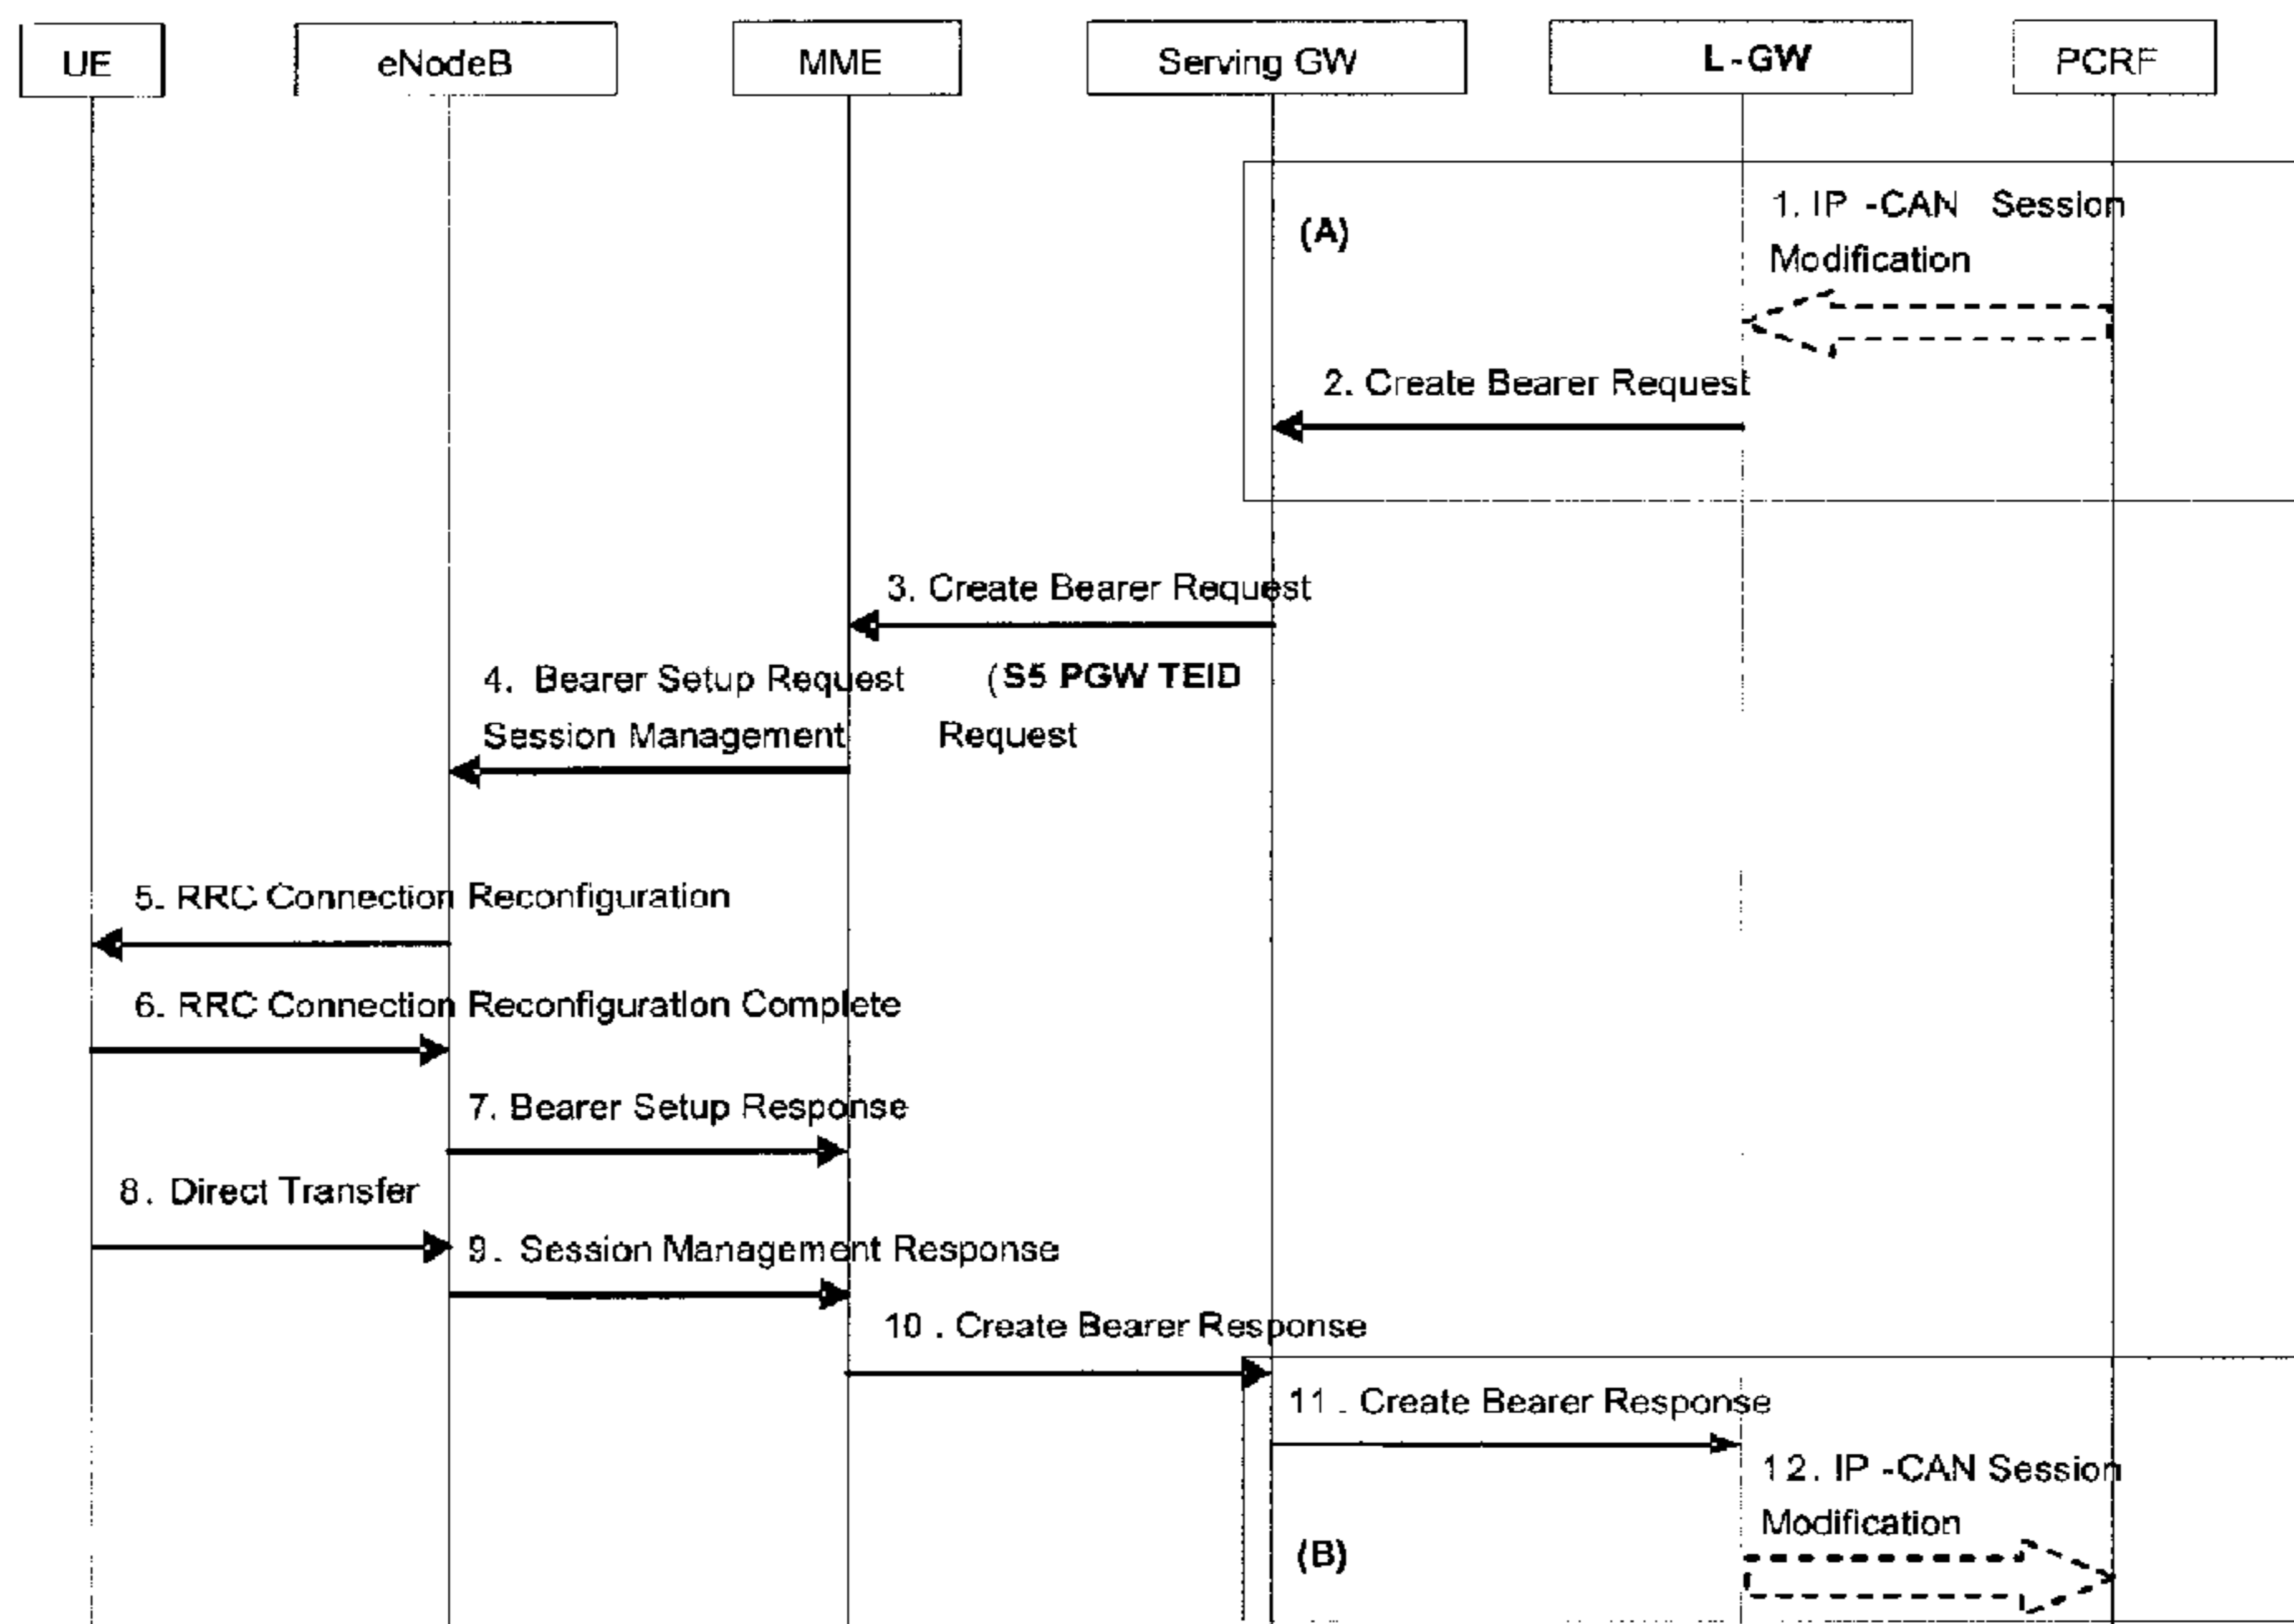 UE
eNodeB
MME
Serving GW
L-GW
PCRF
(A)
1. IP -CAN Session
Modification
2. Create Bearer Request
3. Create Bearer Request
4. Bearer Setup Request
(S5 PGW TEID
Session Management Request
5. RRC Connection Reconfiguration
6. RRC Connection Reconfiguration Complete
7. Bearer Setup Response
8. Direct Transfer
9. Session Management Response
10 . Create Bearer Response
11 . Create Bearer Response
12. IP -CAN Session
Modification
(B)